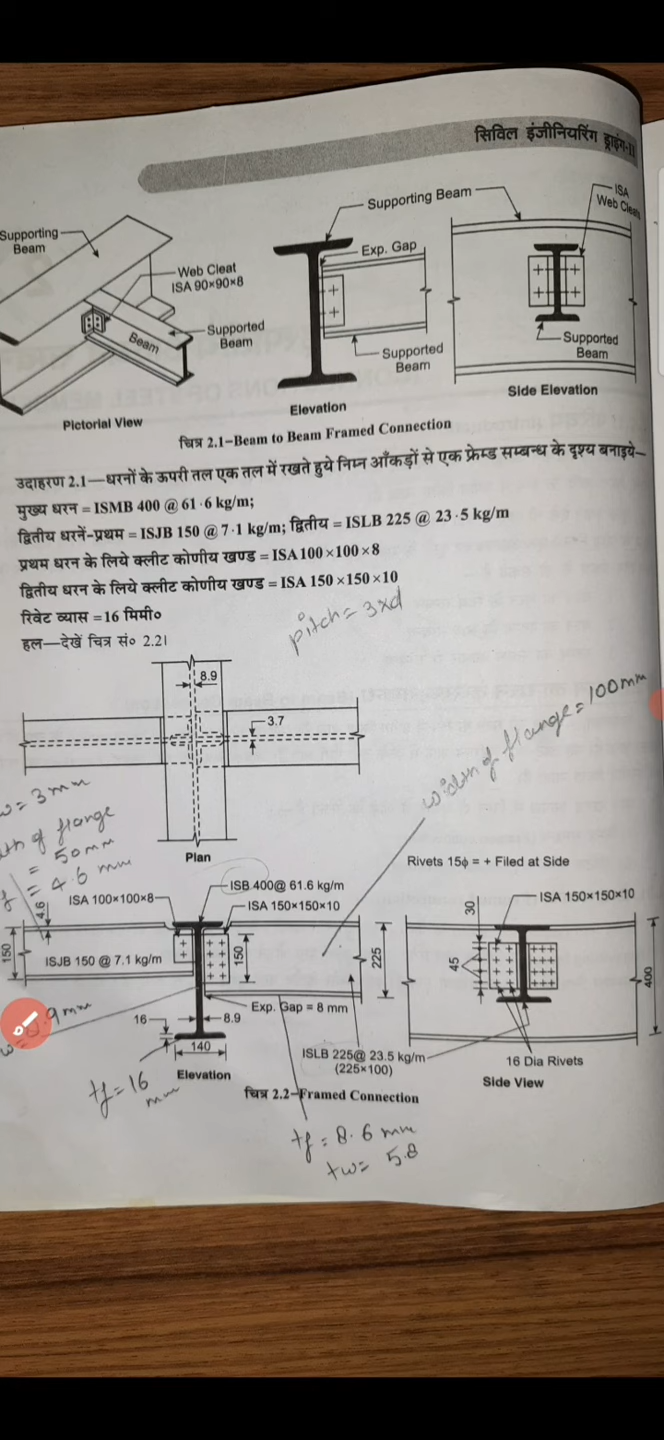 सिविल इंजीनियरिंग ड्राइंग-II
Supporting
Beam
Web Cleat
ISA 90×90×8
Beam
Supported
Beam
Pictorial View
Supporting Beam
Exp. Gap
Supported
Beam
Elevation
ISA
Web Cleats
Supported
Beam
Side Elevation
चित्र 2.1–Beam to Beam Framed Connection
उदाहरण 2.1—धरनों के ऊपरी तल एक तल में रखते हुये निम्न आँकड़ों से एक फ्रेम्ड सम्बन्ध के दृश्य बनाइये–
मुख्य धरन = ISMB 400 @ 61·6 kg/m;
द्वितीय धरनें-प्रथम = ISJB 150 @ 7·1 kg/m; द्वितीय = ISLB 225 @ 23·5 kg/m
प्रथम धरन के लिये क्लीट कोणीय खण्ड = ISA 100×100×8
द्वितीय धरन के लिये क्लीट कोणीय खण्ड = ISA 150×150×10
रिवेट व्यास =16 मिमी०
हल—देखें चित्र सं० 2.2।
pitch = 3×d
8.9
3.7
Plan
width of flange = 100mm
= 3mm
of flange
= 50mm
= 4.6 mm
Rivets 15ϕ = + Filed at Side
ISA 100×100×8
ISB 400@ 61.6 kg/m
ISA 150×150×10
4.6
150
ISJB 150 @ 7.1 kg/m
150
225
Exp. Gap = 8 mm
16
8.9
140
ISLB 225@ 23.5 kg/m
(225×100)
Elevation
30
ISA 150×150×10
45
400
16 Dia Rivets
Side View
चित्र 2.2–Framed Connection
.9 mm
tf = 16
mm
tf = 8.6 mm
tw = 5.8